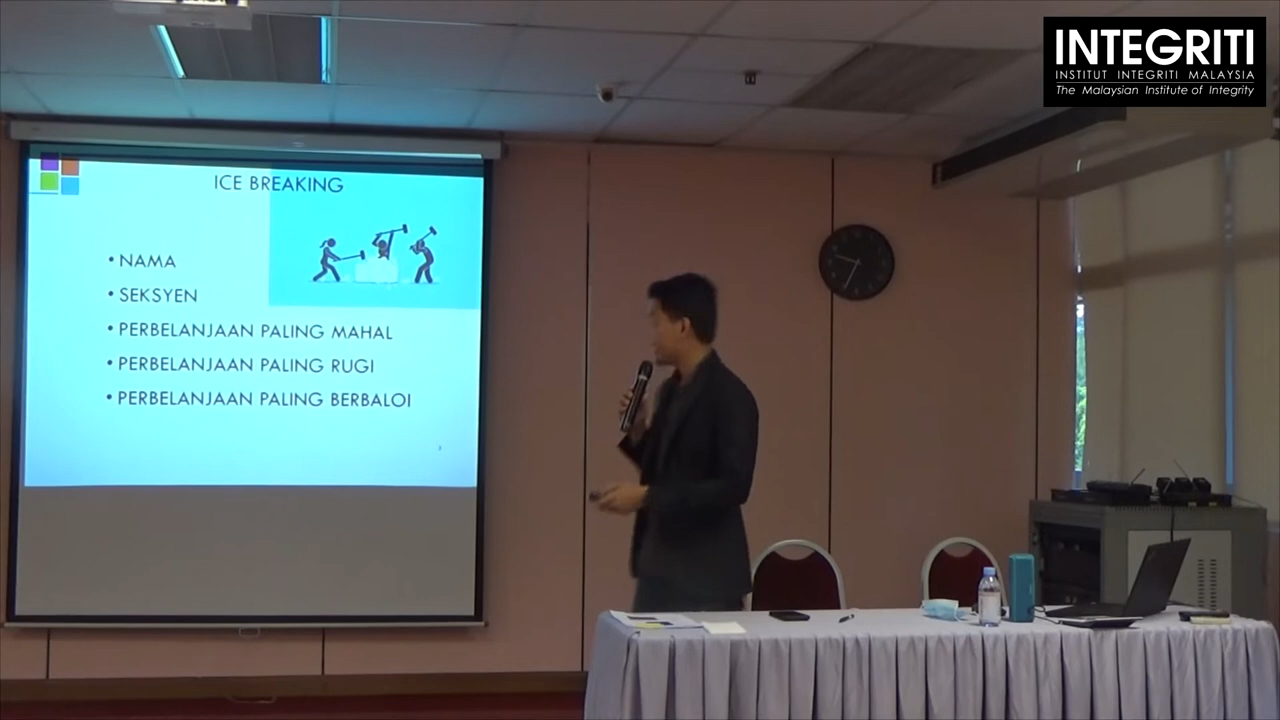 INTEGRITI
INSTITUT INTEGRITI MALAYSIA
The Malaysian Institute of Integrity
ICE BREAKING
• NAMA
• SEKSYEN
• PERBELANJAAN PALING MAHAL
• PERBELANJAAN PALING RUGI
• PERBELANJAAN PALING BERBALOI